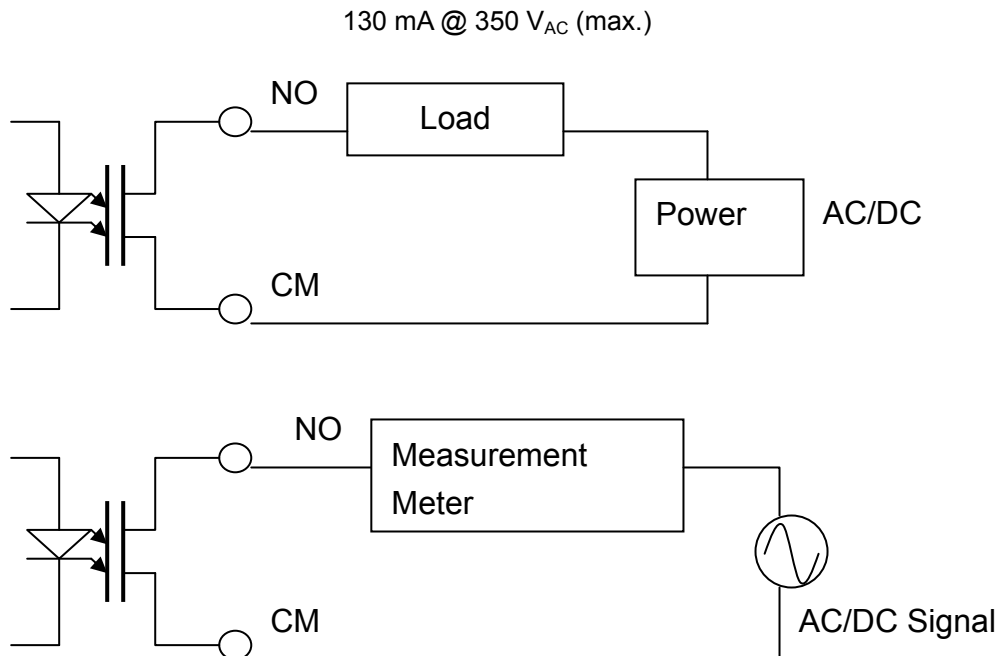 130 mA @ 350 VAC (max.)
NO
Load
Power
AC/DC
CM
NO
Measurement
Meter
CM
AC/DC Signal